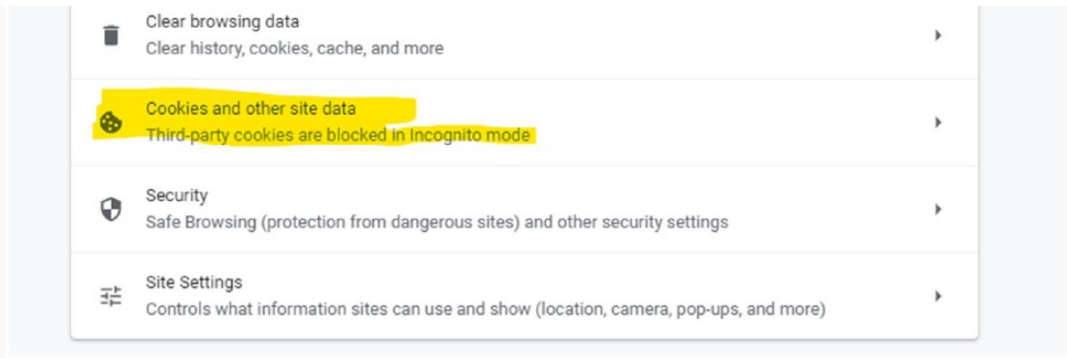 Clear browsing data
Clear history, cookies, cache, and more
Cookies and other site data
Third-party cookies are blocked in Incognito mode
Security
Safe Browsing (protection from dangerous sites) and other security settings
Site Settings
Controls what information sites can use and show (location, camera, pop-ups, and more)